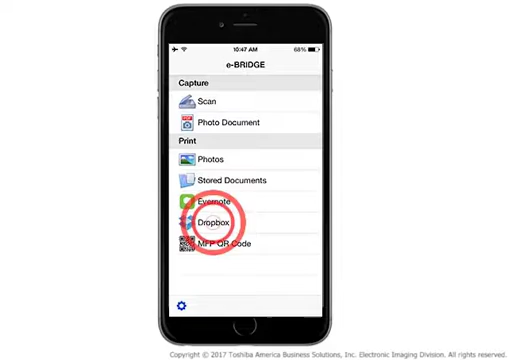 10:47 AM
68%
e-BRIDGE
Capture
Scan
Photo Document
Print
Photos
Stored Documents
Evernote
Dropbox
MFP QR Code
Copyright © 2017 Toshiba America Business Solutions, Inc. Electronic Imaging Division. All rights reserved.